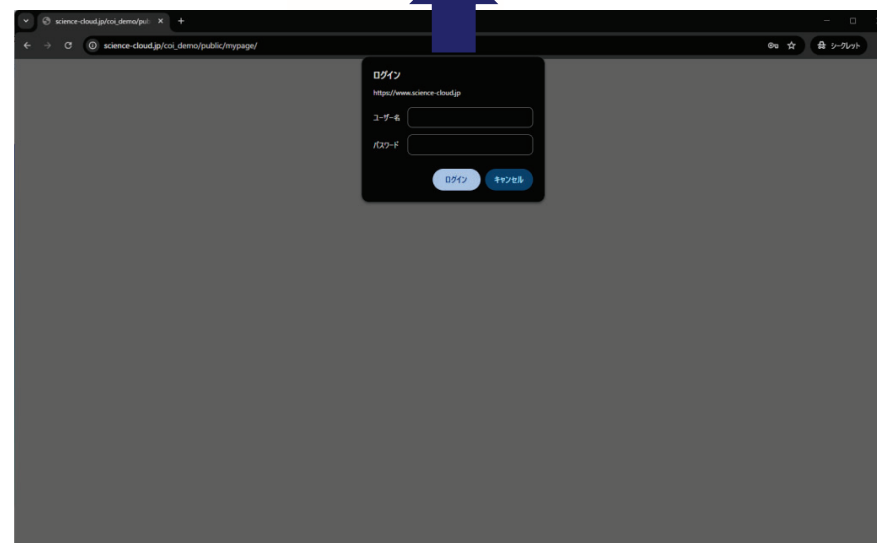 science-cloud.jp/coi_demo/pub
science-cloud.jp/coi_demo/public/mypage/
シークレット
ログイン
https://www.science-cloud.jp
ユーザー名
パスワード
ログイン
キャンセル